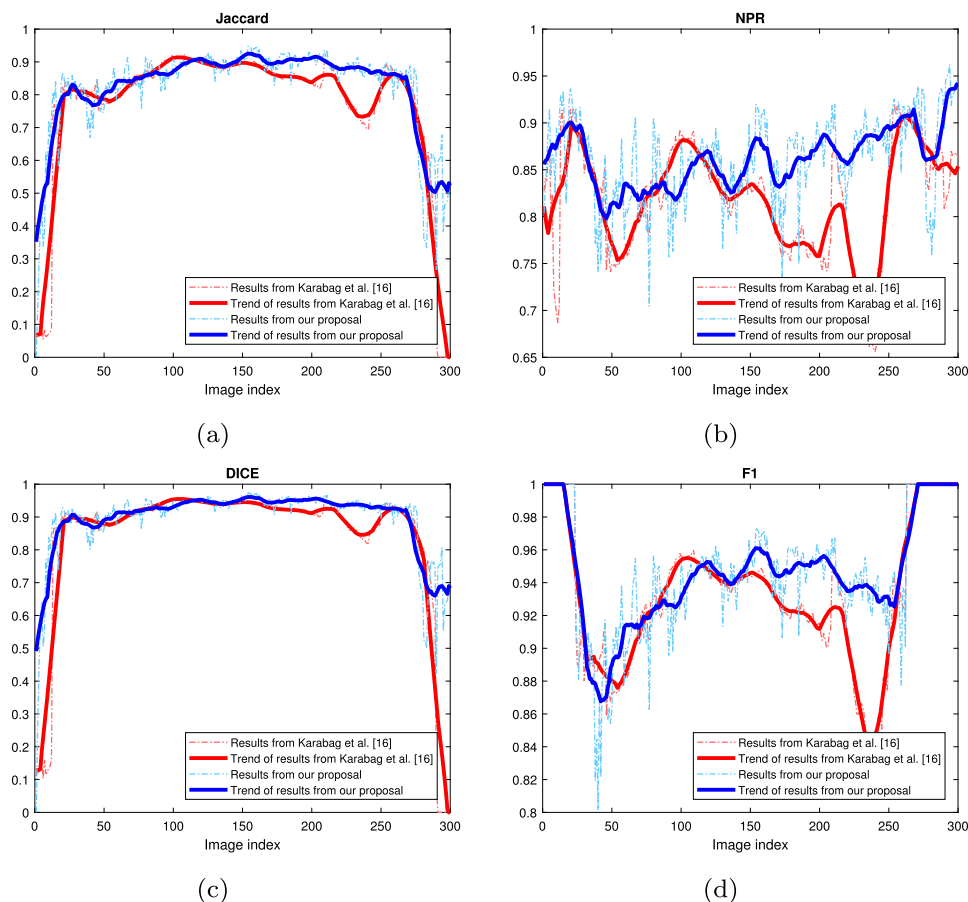 Jaccard
1
0.9
0.8
0.7
0.6
0.5
0.4
0.3
0.2
0.1
0
Results from Karabag et al. [16]
Trend of results from Karabag et al. [16]
Results from our proposal
Trend of results from our proposal
0 50 100 150 200 250 300
Image index
(a)
NPR
1
0.95
0.9
0.85
0.8
0.75
0.7
0.65
Results from Karabag et al. [16]
Trend of results from Karabag et al. [16]
Results from our proposal
Trend of results from our proposal
0 50 100 150 200 250 300
Image index
(b)
DICE
1
0.9
0.8
0.7
0.6
0.5
0.4
0.3
0.2
0.1
0
Results from Karabag et al. [16]
Trend of results from Karabag et al. [16]
Results from our proposal
Trend of results from our proposal
0 50 100 150 200 250 300
Image index
(c)
F1
1
0.98
0.96
0.94
0.92
0.9
0.88
0.86
0.84
0.82
0.8
Results from Karabag et al. [16]
Trend of results from Karabag et al. [16]
Results from our proposal
Trend of results from our proposal
0 50 100 150 200 250 300
Image index
(d)